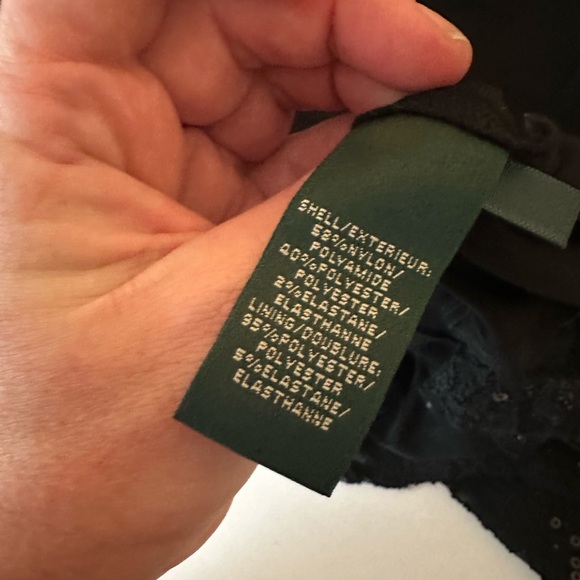 SHELL/EXTERIEUR:
58%NYLON/
POLYAMIDE
40%POLYESTER/
POLYESTER
2%ELASTANE/
ELASTHANNE
LINING/DOUBLURE:
95%POLYESTER/
POLYESTER
5%ELASTANE/
ELASTHANNE